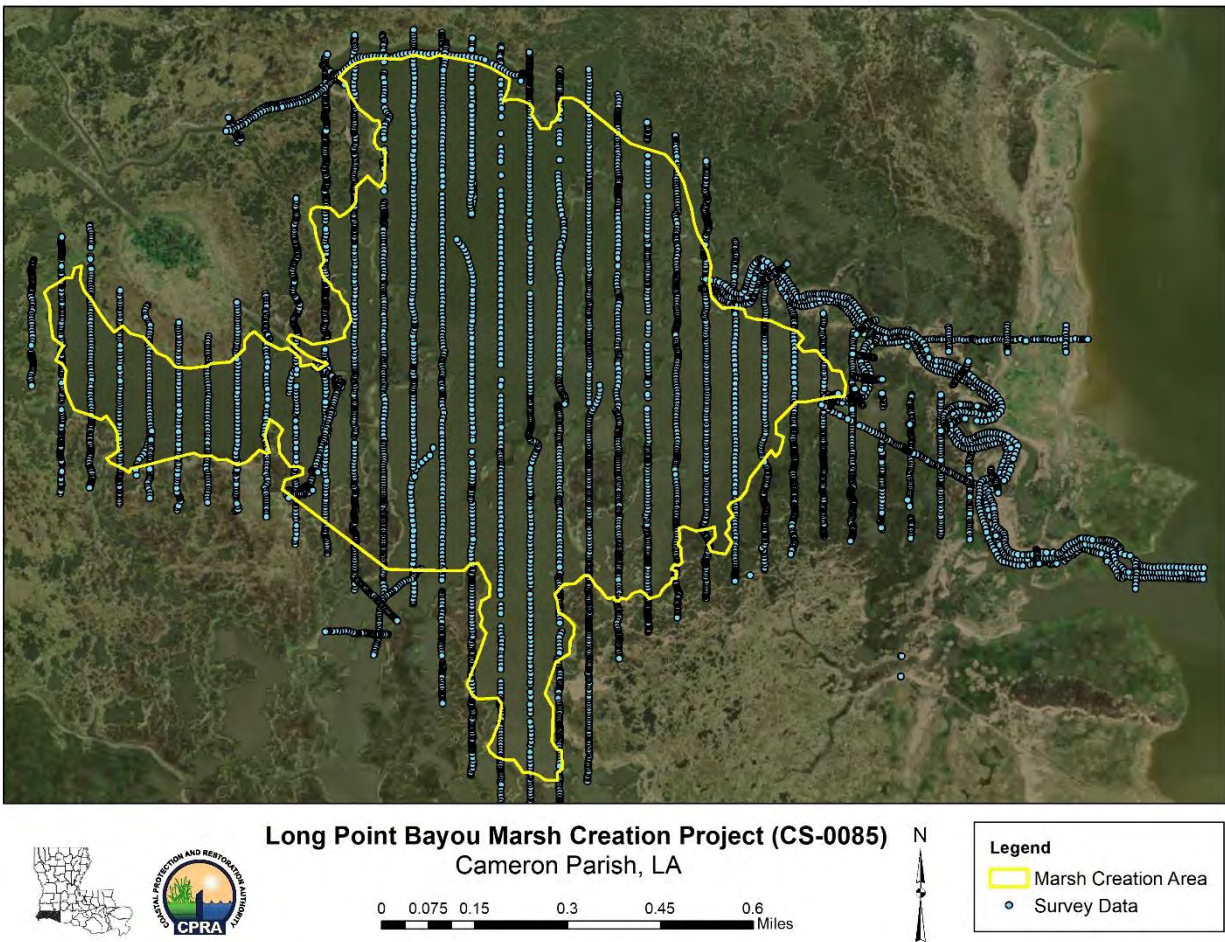 Long Point Bayou Marsh Creation Project (CS-0085)
Cameron Parish, LA
COASTAL PROTECTION AND RESTORATION AUTHORITY
CPRA
0 0.075 0.15 0.3 0.45 0.6
Miles
N
Legend
Marsh Creation Area
Survey Data